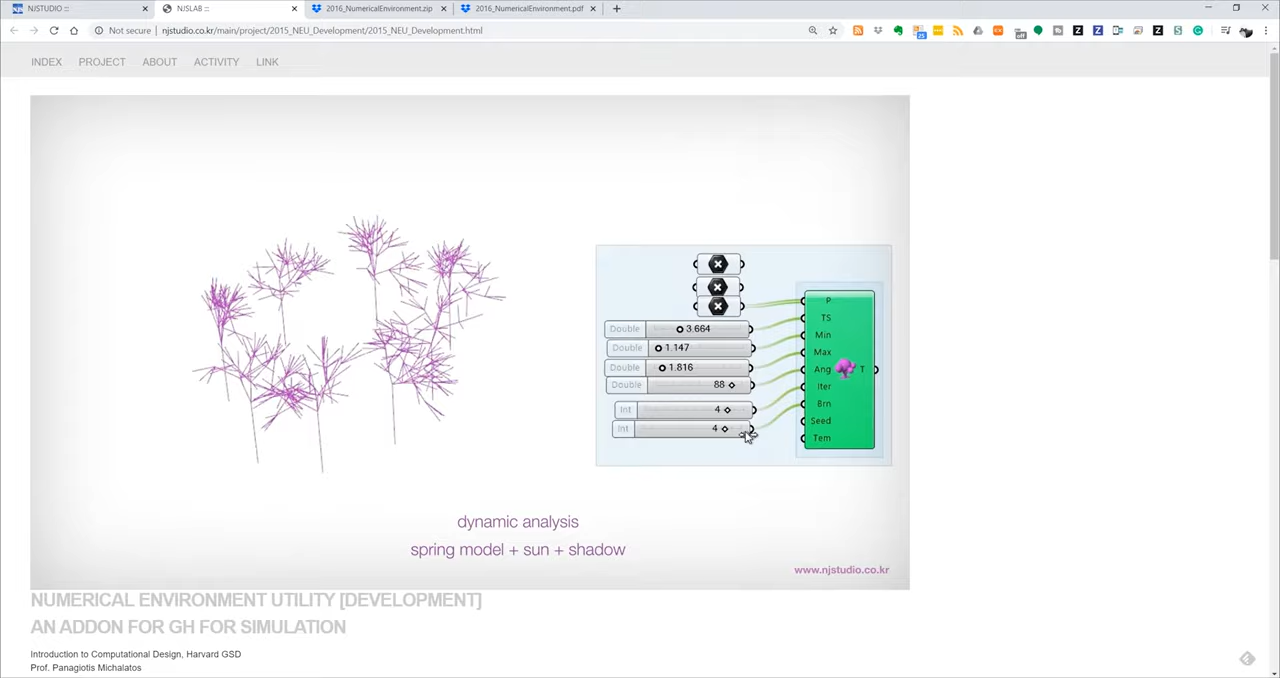 NJSTUDIO ::
NJSLAB ::
2016_NumericalEnvironment.zip
2016_NumericalEnvironment.pdf
Not secure
njstudio.co.kr/main/project/2015_NEU_Development/2015_NEU_Development.html
INDEX PROJECT ABOUT ACTIVITY LINK
Double 3.664
Double 1.147
Double 1.816
Double 88
Int 4
Int 4
P
TS
Min
Max
Ang T
Iter
Brn
Seed
Tem
dynamic analysis
spring model + sun + shadow
www.njstudio.co.kr
NUMERICAL ENVIRONMENT UTILITY [DEVELOPMENT]
AN ADDON FOR GH FOR SIMULATION
Introduction to Computational Design, Harvard GSD
Prof. Panagiotis Michalatos